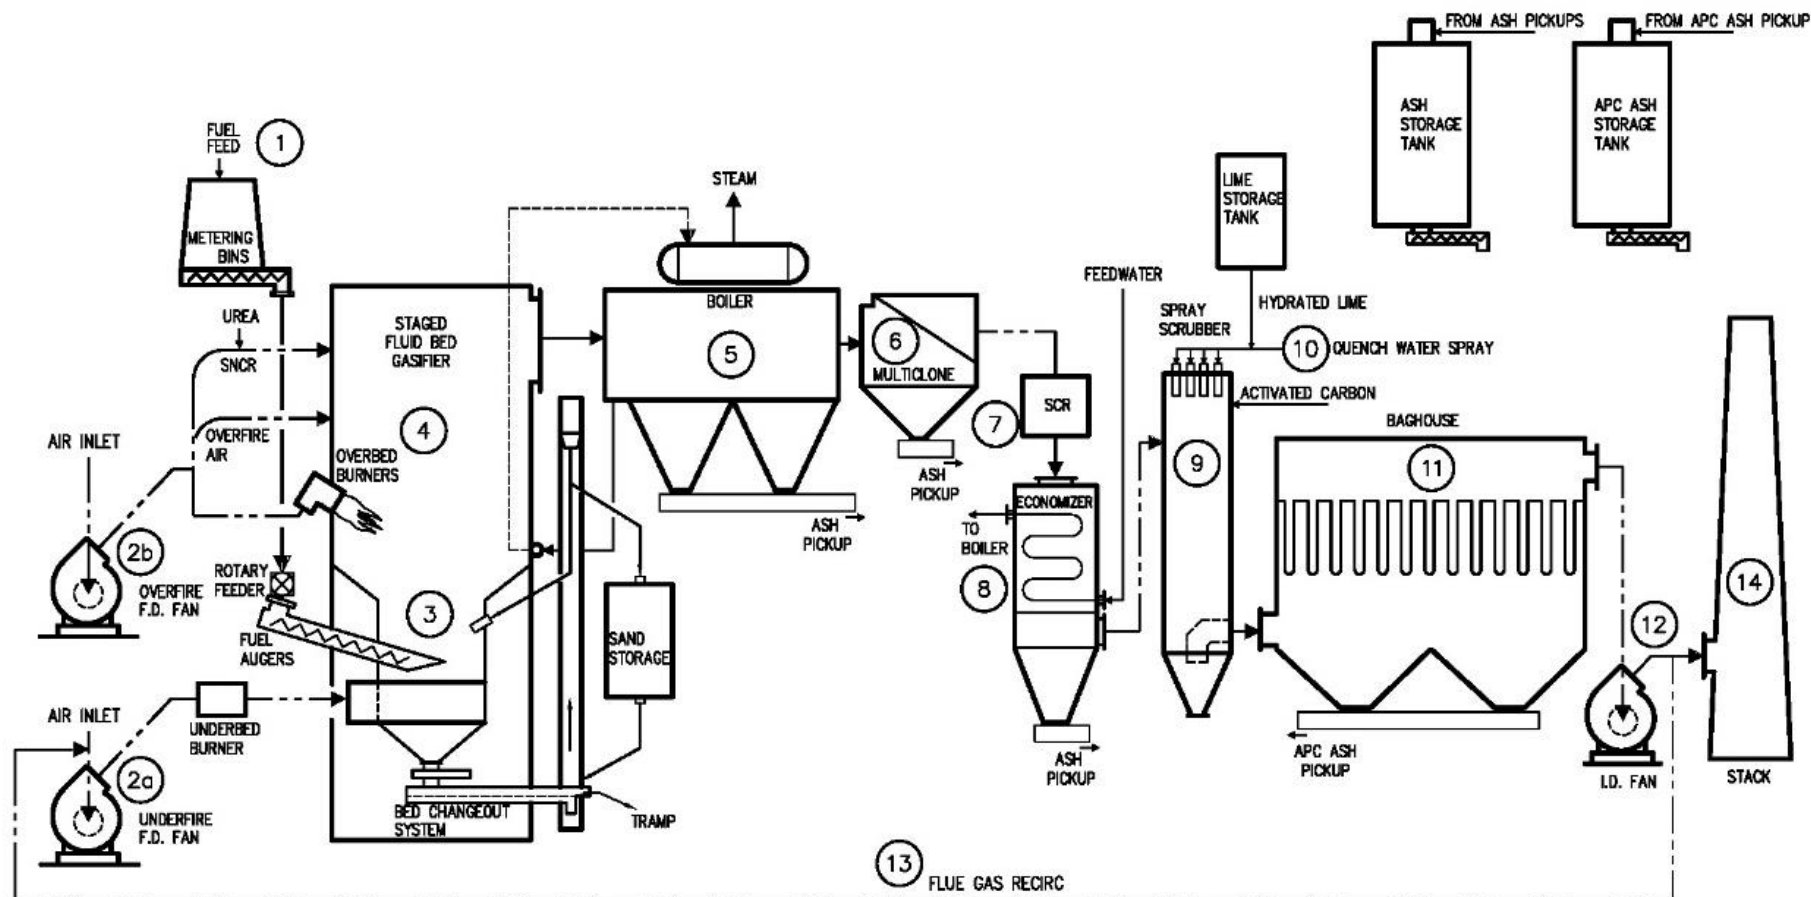 FROM ASH PICKUPS
FROM APC ASH PICKUP
ASH
STORAGE
TANK
APC ASH
STORAGE
TANK
FUEL
FEED
1
METERING
BINS
STEAM
LIME
STORAGE
TANK
FEEDWATER
HYDRATED LIME
SPRAY
SCRUBBER
10
QUENCH WATER SPRAY
ACTIVATED CARBON
UREA
SNCR
STAGED
FLUID BED
GASIFIER
BOILER
5
6
MULTICLONE
SCR
7
4
OVERFIRE
AIR
AIR INLET
OVERBED
BURNERS
BAGHOUSE
11
9
ASH
PICKUP
ASH
PICKUP
ECONOMIZER
TO
BOILER
8
2b
OVERFIRE
F.D. FAN
ROTARY
FEEDER
FUEL
AUGERS
3
SAND
STORAGE
14
12
AIR INLET
UNDERBED
BURNER
2a
UNDERFIRE
F.D. FAN
BED CHANGEOUT
SYSTEM
TRAMP
ASH
PICKUP
APC ASH
PICKUP
I.D. FAN
STACK
13
FLUE GAS RECIRC